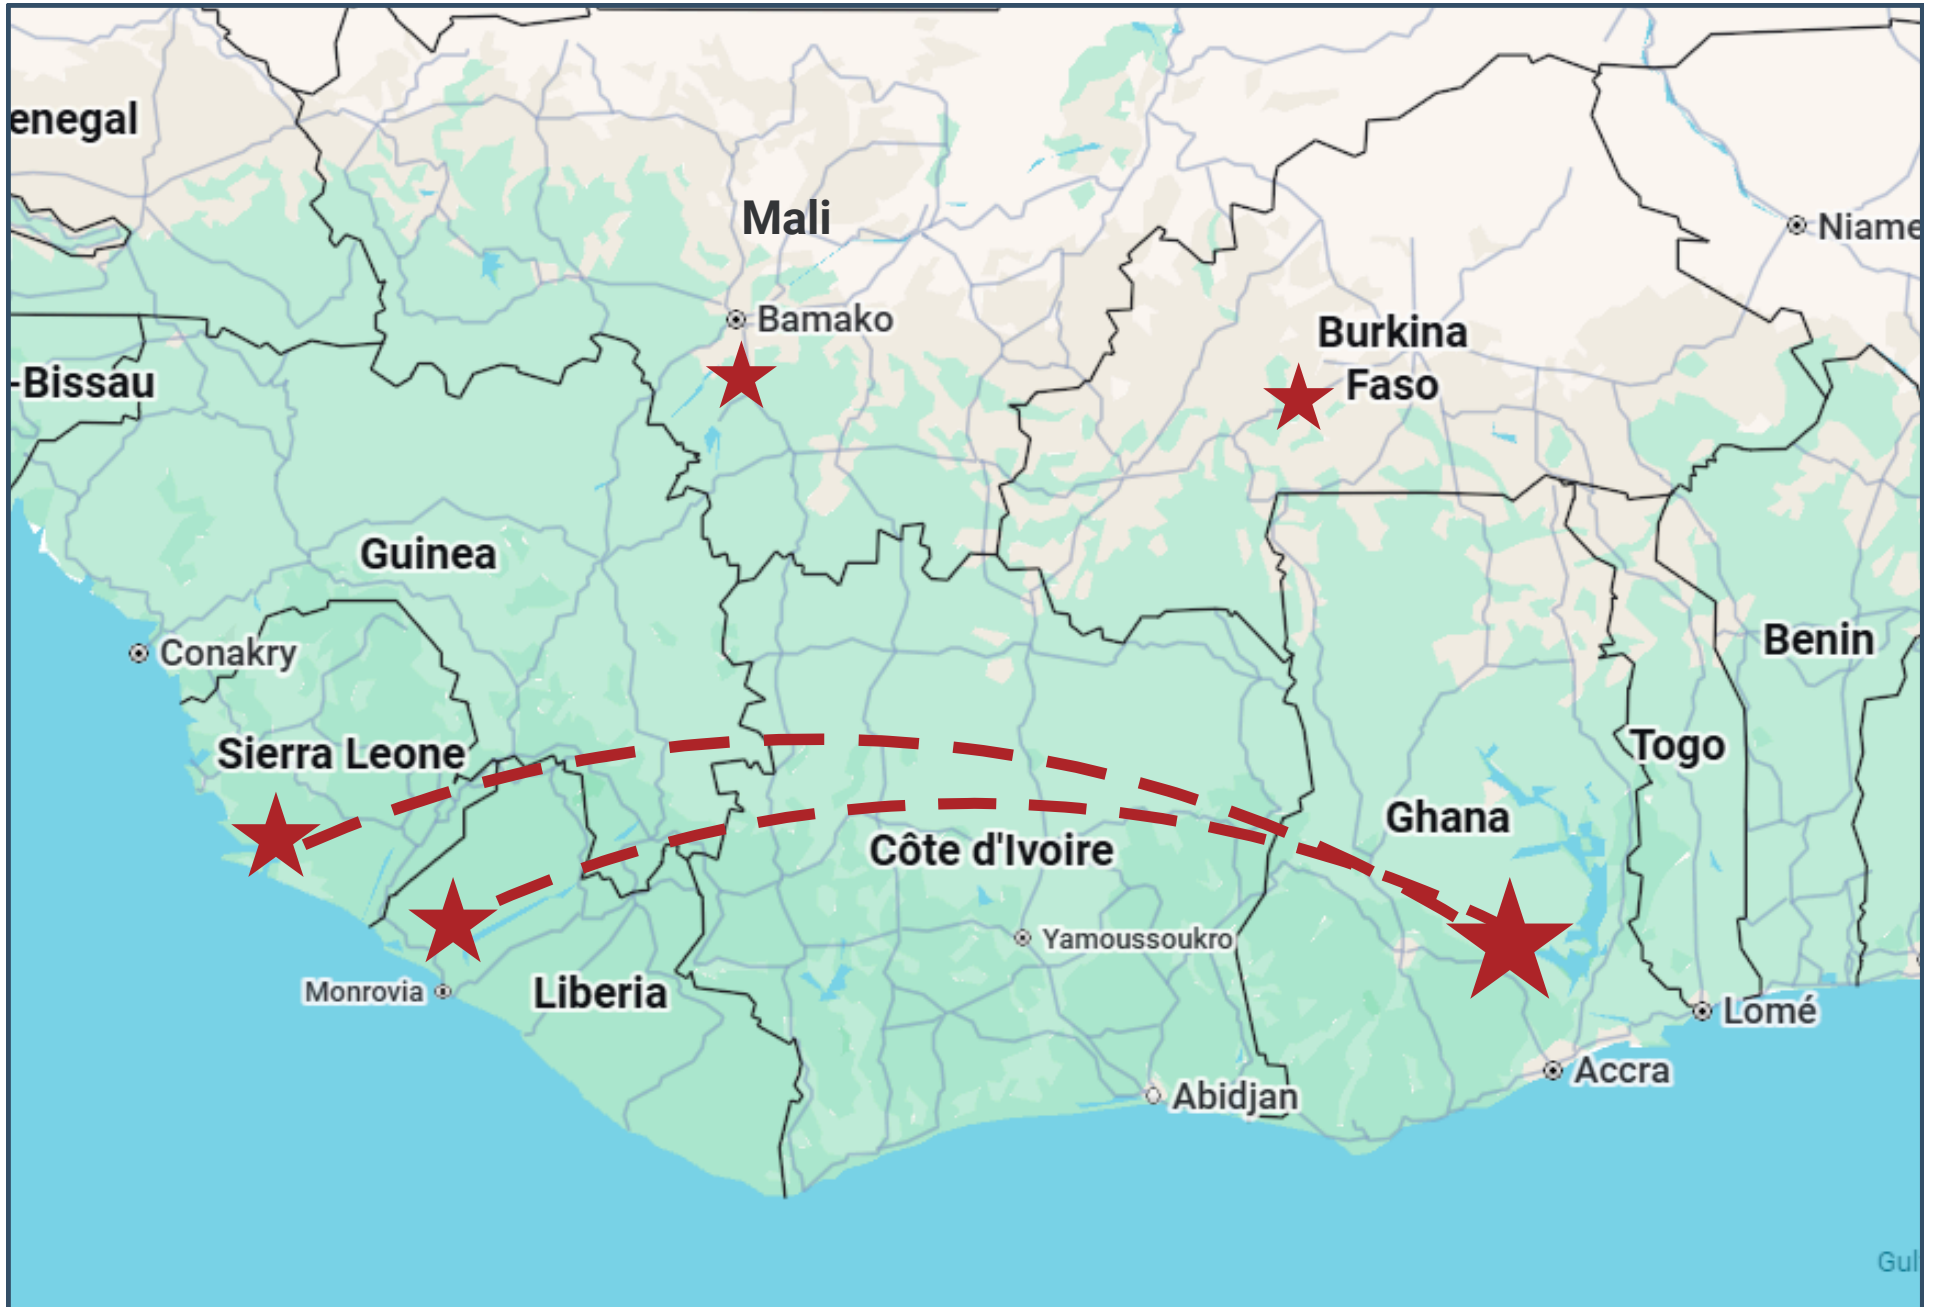 enegal
Mali
Niame
Bamako
Burkina
Faso
-Bissau
Guinea
Conakry
Benin
Sierra Leone
Togo
Ghana
Côte d'Ivoire
Yamoussoukro
Monrovia
Liberia
Lomé
Accra
Abidjan
Gul